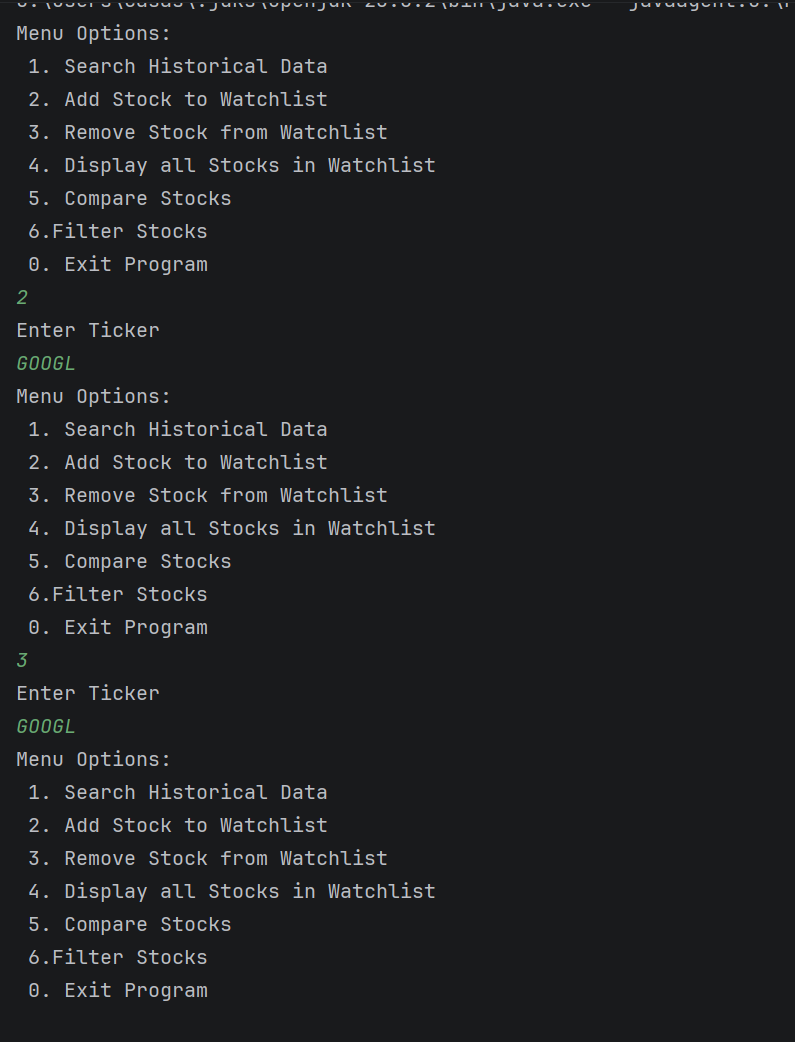 Menu Options:
 1. Search Historical Data
 2. Add Stock to Watchlist
 3. Remove Stock from Watchlist
 4. Display all Stocks in Watchlist
 5. Compare Stocks
 6.Filter Stocks
 0. Exit Program
2
Enter Ticker
GOOGL
Menu Options:
 1. Search Historical Data
 2. Add Stock to Watchlist
 3. Remove Stock from Watchlist
 4. Display all Stocks in Watchlist
 5. Compare Stocks
 6.Filter Stocks
 0. Exit Program
3
Enter Ticker
GOOGL
Menu Options:
 1. Search Historical Data
 2. Add Stock to Watchlist
 3. Remove Stock from Watchlist
 4. Display all Stocks in Watchlist
 5. Compare Stocks
 6.Filter Stocks
 0. Exit Program